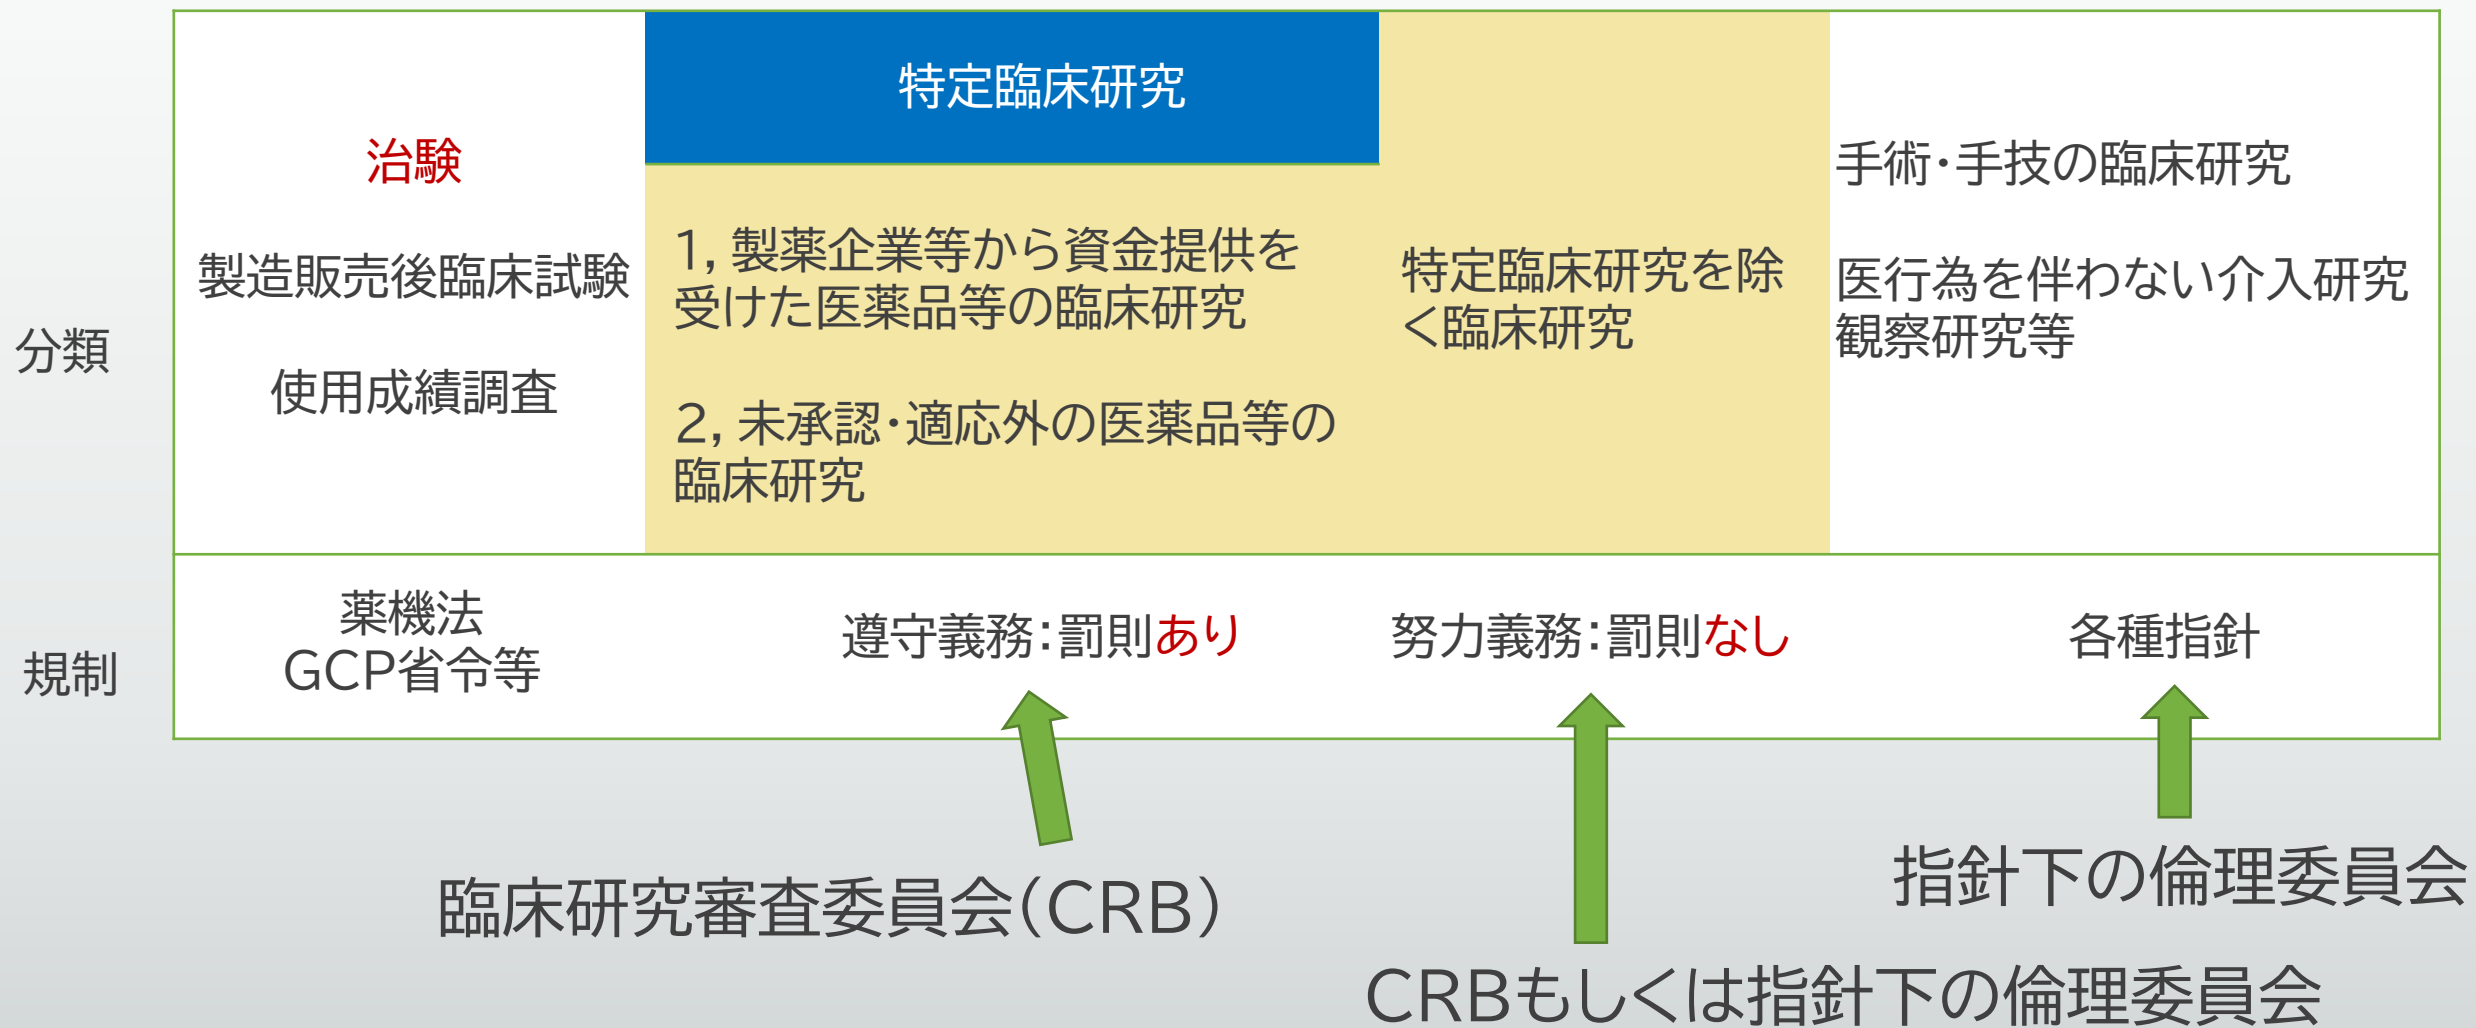 分類
治験
製造販売後臨床試験
使用成績調査
特定臨床研究
1, 製薬企業等から資金提供を
受けた医薬品等の臨床研究
2, 未承認・適応外の医薬品等の
臨床研究
特定臨床研究を除
く臨床研究
手術・手技の臨床研究
医行為を伴わない介入研究
観察研究等
規制
薬機法
GCP省令等
遵守義務：罰則あり
努力義務：罰則なし
各種指針
臨床研究審査委員会（CRB）
CRBもしくは指針下の倫理委員会
指針下の倫理委員会